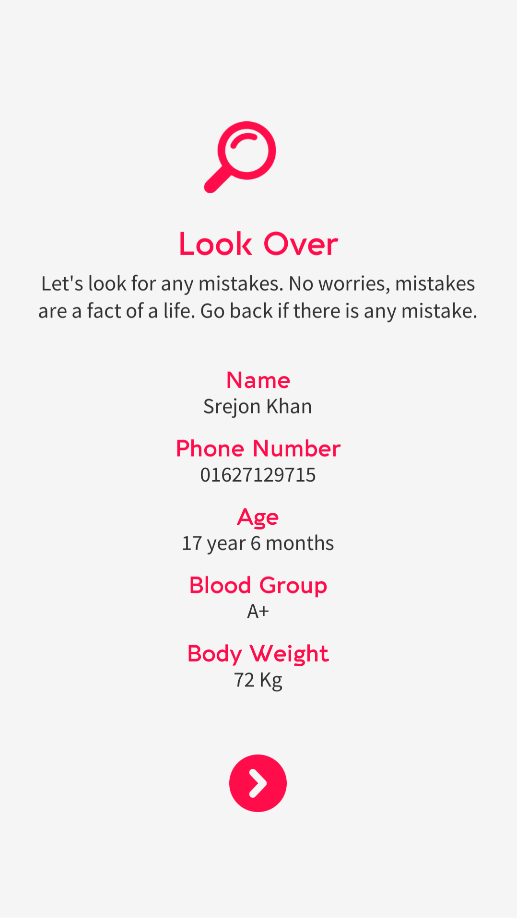 Look Over
Let's look for any mistakes. No worries, mistakes
are a fact of a life. Go back if there is any mistake.
Name
Srejon Khan
Phone Number
01627129715
Age
17 year 6 months
Blood Group
A+
Body Weight
72 Kg